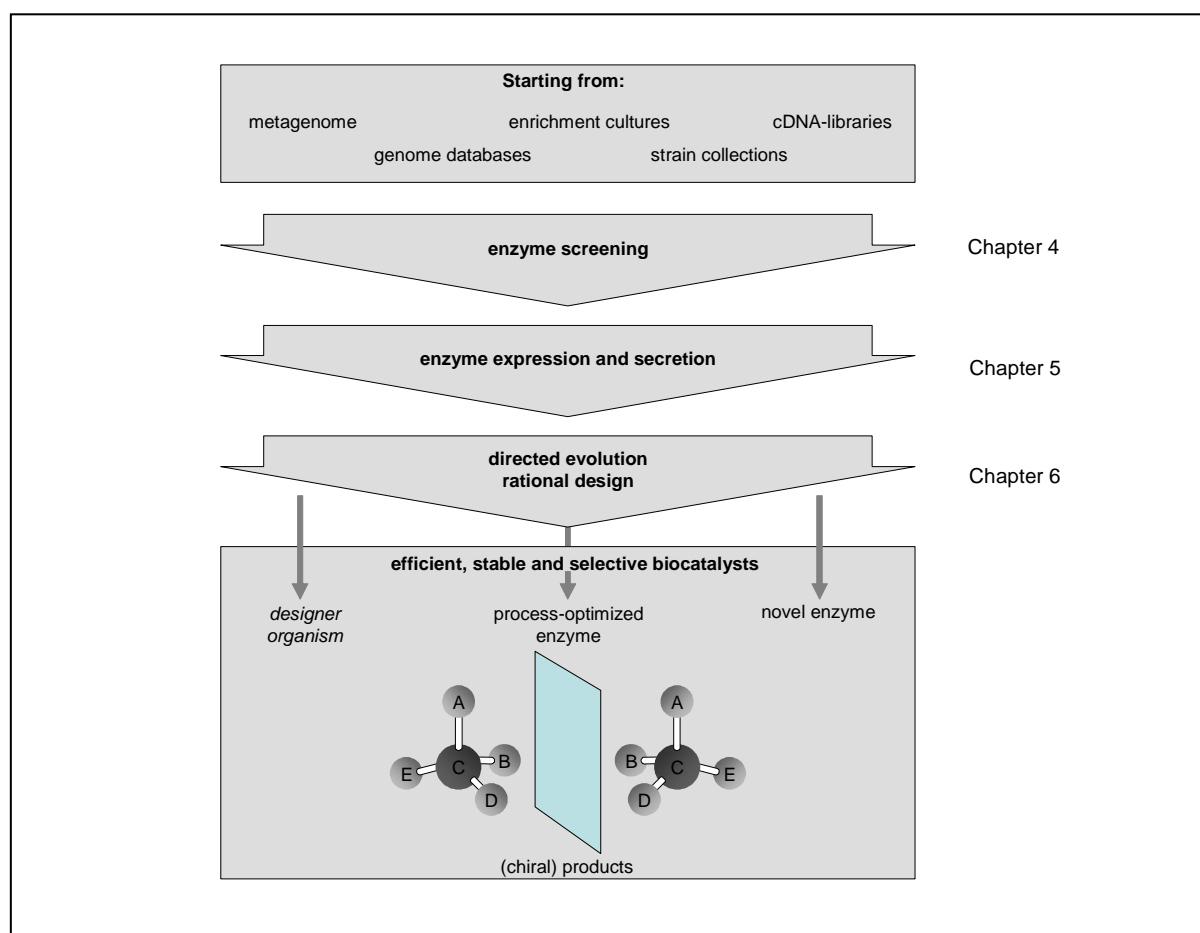 Starting from:
metagenome enrichment cultures cDNA-libraries
genome databases strain collections
enzyme screening
Chapter 4
enzyme expression and secretion
Chapter 5
directed evolution
rational design
Chapter 6
efficient, stable and selective biocatalysts
designer
organism
process-optimized
enzyme
novel enzyme
A
E
C
B
D
A
B
C
E
D
(chiral) products